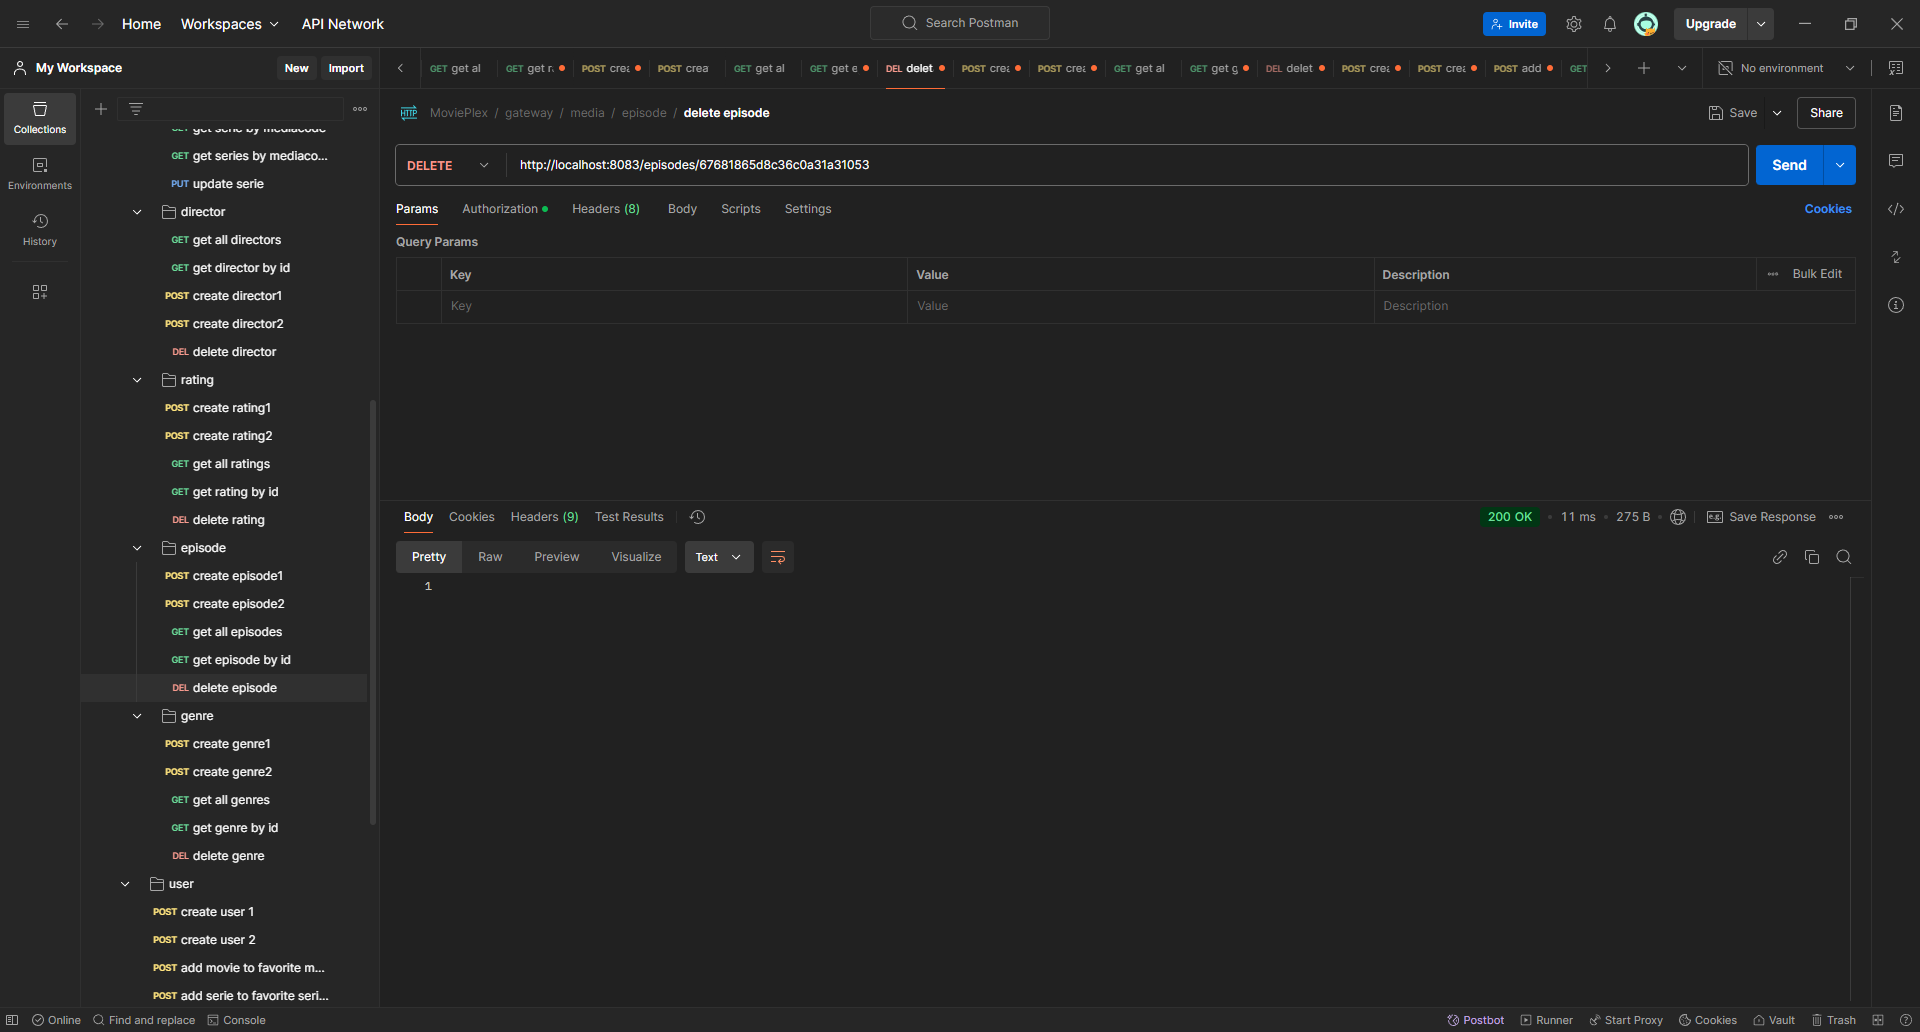 Home Workspaces API Network Search Postman Invite Upgrade
My Workspace New Import
GET get al GET get r POST crea POST crea GET get al GET get e DEL delet POST crea POST crea GET get al GET get g DEL delet POST crea POST crea POST add GET No environment
Collections
Environments
History
get serie by mediacode
GET get series by mediaco...
PUT update serie
director
GET get all directors
GET get director by id
POST create director1
POST create director2
DEL delete director
rating
POST create rating1
POST create rating2
GET get all ratings
GET get rating by id
DEL delete rating
episode
POST create episode1
POST create episode2
GET get all episodes
GET get episode by id
DEL delete episode
genre
POST create genre1
POST create genre2
GET get all genres
GET get genre by id
DEL delete genre
user
POST create user 1
POST create user 2
POST add movie to favorite m...
POST add serie to favorite seri...
HTTP MoviePlex / gateway / media / episode / delete episode Save Share
DELETE http://localhost:8083/episodes/67681865d8c36c0a31a31053 Send
Params Authorization Headers (8) Body Scripts Settings Cookies
Query Params
Key Value Description Bulk Edit
Key Value Description
Body Cookies Headers (9) Test Results 200 OK 11 ms 275 B e.g. Save Response
Pretty Raw Preview Visualize Text
1
Online Find and replace Console Postbot Runner Start Proxy Cookies Vault Trash